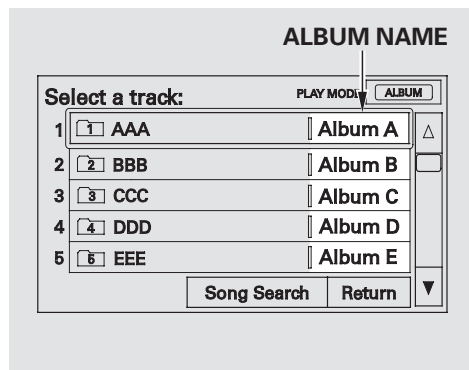 ALBUM NAME
Select a track: PLAY MODE ALBUM
1 1 AAA Album A
2 2 BBB Album B
3 3 CCC Album C
4 4 DDD Album D
5 5 EEE Album E
Song Search Return